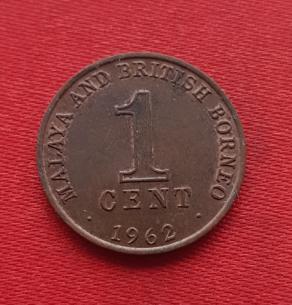 MALAYA AND BRITISH BORNEO
1
CENT
· 1962 ·